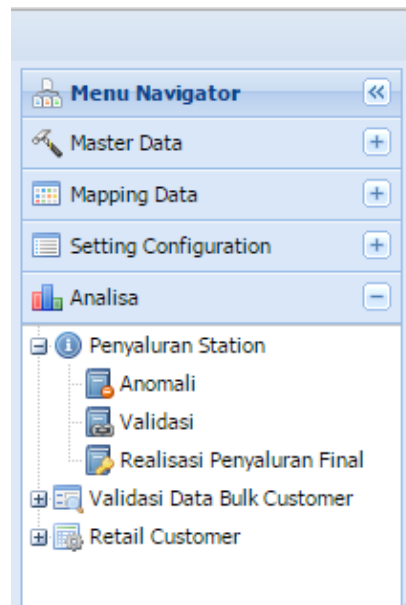 Menu Navigator
Master Data
Mapping Data
Setting Configuration
Analisa
Penyaluran Station
Anomali
Validasi
Realisasi Penyaluran Final
Validasi Data Bulk Customer
Retail Customer